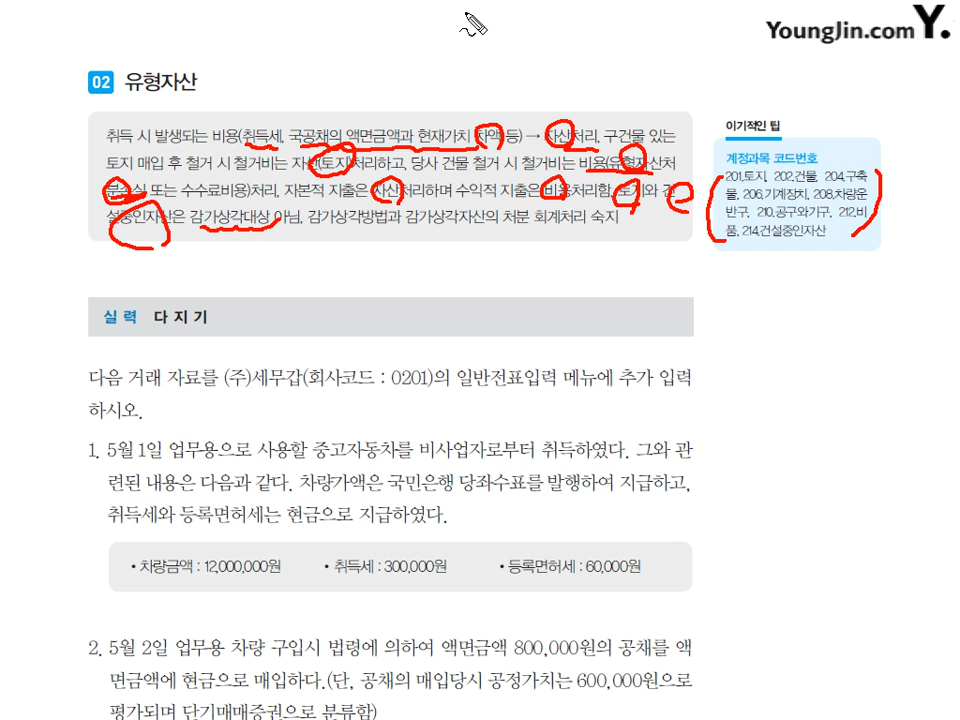 YoungJin.com Y.
02 유형자산
취득 시 발생되는 비용(취득세, 국공채의 액면금액과 현재가치 차액 등) → 자산처리, 구건물 있는
토지 매입 후 철거 시 철거비는 자산(토지)처리하고, 당사 건물 철거 시 철거비는 비용(유형자산처
분손실 또는 수수료비용)처리, 자본적 지출은 자산처리하며 수익적 지출은 비용처리함, 토지와 건
설중인자산은 감가상각대상 아님, 감가상각방법과 감가상각자산의 처분 회계처리 숙지
이기적인 팁
계정과목 코드번호
201.토지, 202.건물, 204.구축
물, 206.기계장치, 208.차량운
반구, 210.공구와기구, 212.비
품, 214.건설중인자산
실력 다지기
다음 거래 자료를 (주)세무갑(회사코드 : 0201)의 일반전표입력 메뉴에 추가 입력
하시오.
1. 5월 1일 업무용으로 사용할 중고자동차를 비사업자로부터 취득하였다. 그와 관
련된 내용은 다음과 같다. 차량가액은 국민은행 당좌수표를 발행하여 지급하고,
취득세와 등록면허세는 현금으로 지급하였다.
• 차량금액 : 12,000,000원 • 취득세 : 300,000원 • 등록면허세 : 60,000원
2. 5월 2일 업무용 차량 구입시 법령에 의하여 액면금액 800,000원의 공채를 액
면금액에 현금으로 매입하다.(단, 공채의 매입당시 공정가치는 600,000원으로
평가되며 단기매매증권으로 분류함)